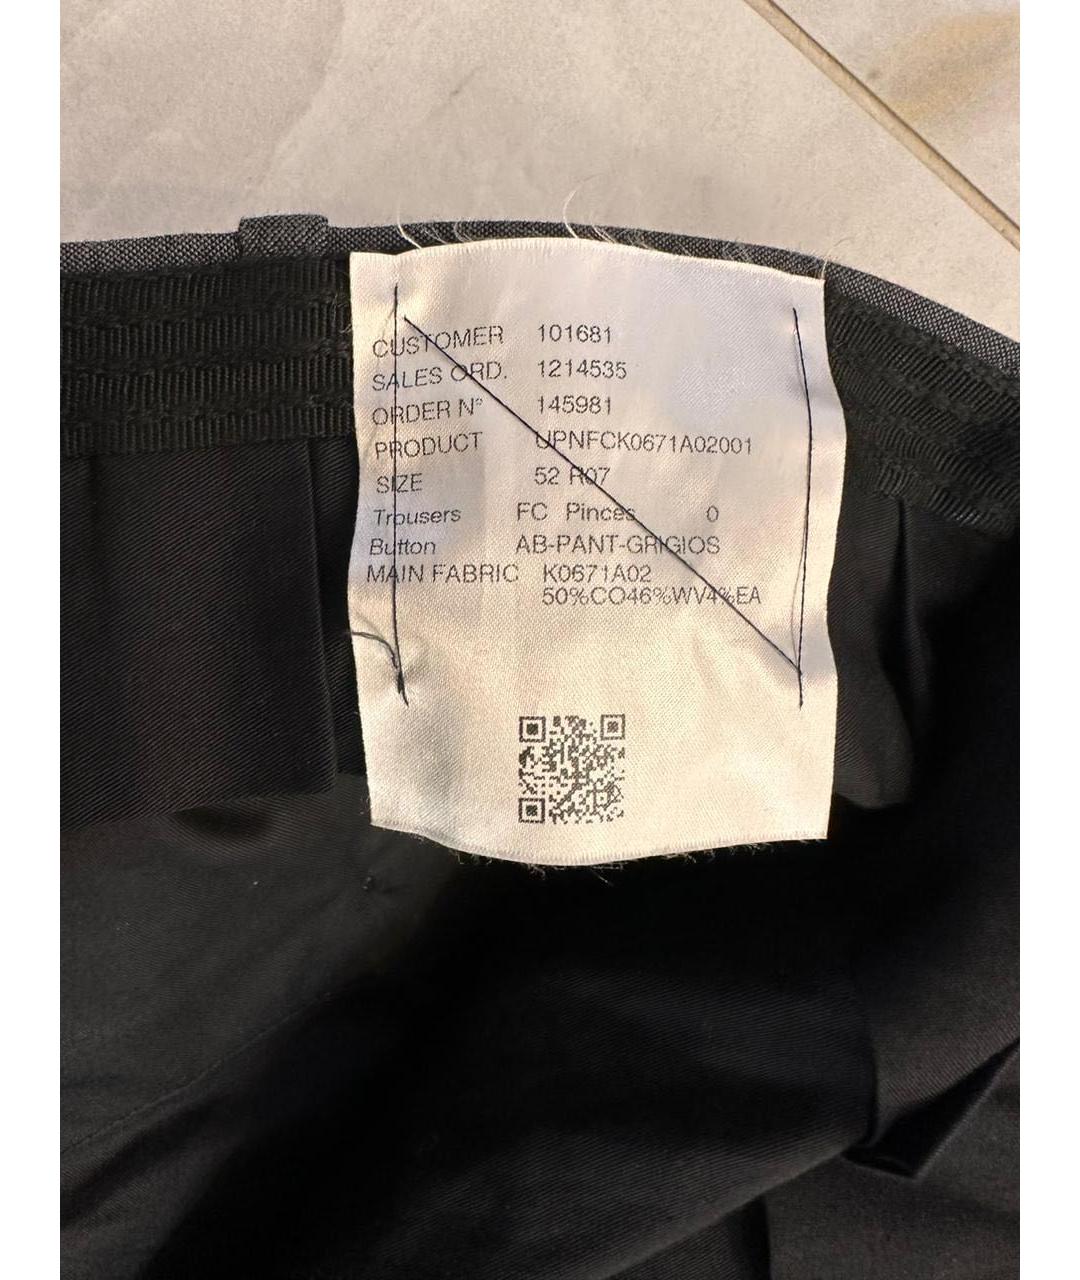 CUSTOMER 101681
SALES ORD. 1214535
ORDER N° 145981
PRODUCT UPNFCK0671A02001
SIZE 52 R07
Trousers FC Pinces 0
Button AB-PANT-GRIGIOS
MAIN FABRIC K0671A02
50%CO46%WV4%EA